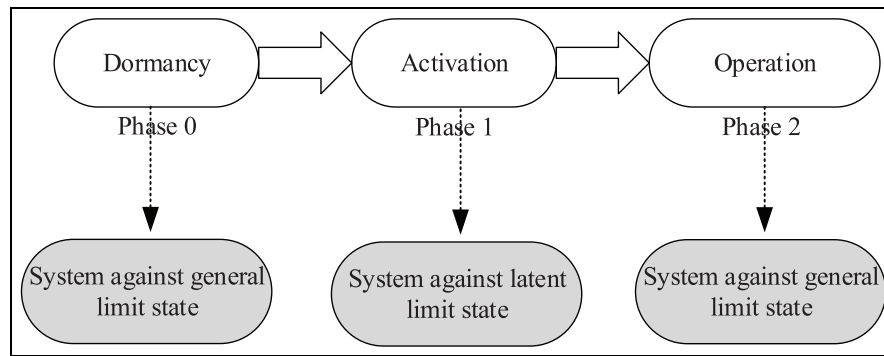 Dormancy
Activation
Operation
Phase 0
Phase 1
Phase 2
System against general
limit state
System against latent
limit state
System against general
limit state